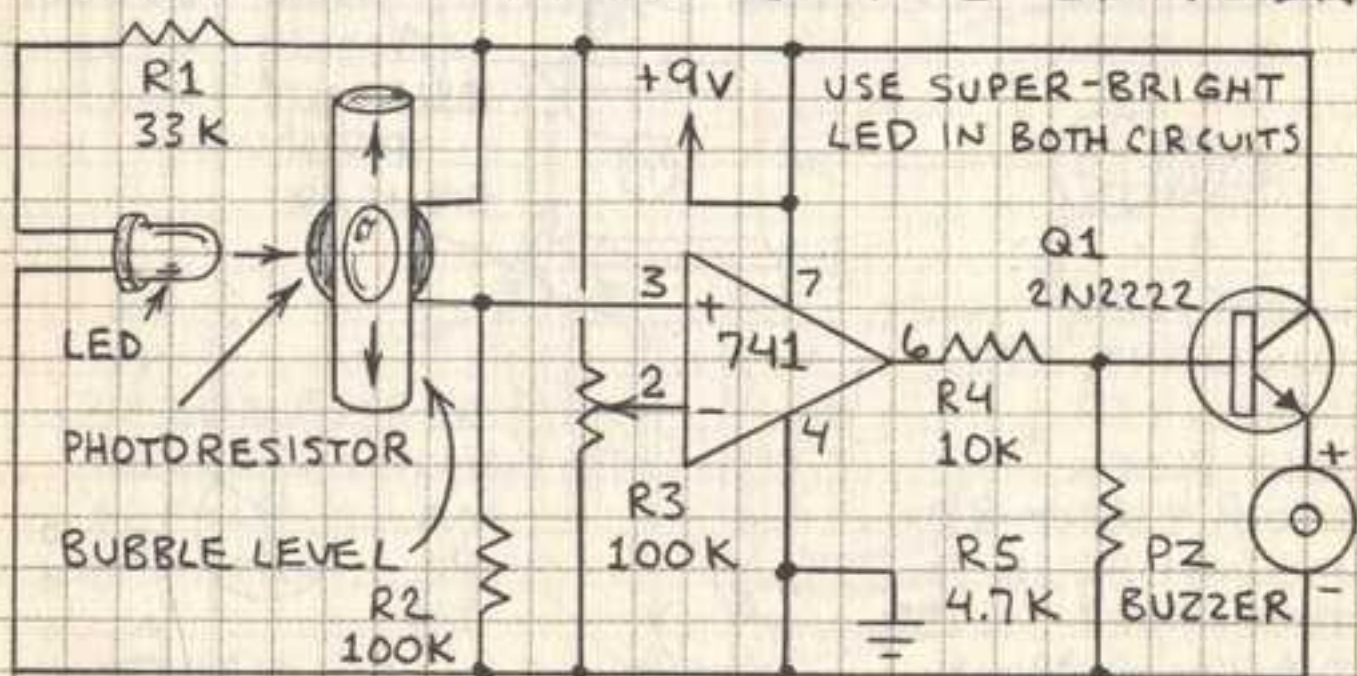 R1
33K
+9V
USE SUPER-BRIGHT
LED IN BOTH CIRCUITS
LED
PHOTORESISTOR
BUBBLE LEVEL
R2
100K
3
+
2
-
741
7
4
6
R3
100K
R4
10K
Q1
2N2222
R5
4.7K
+
PZ
BUZZER
-